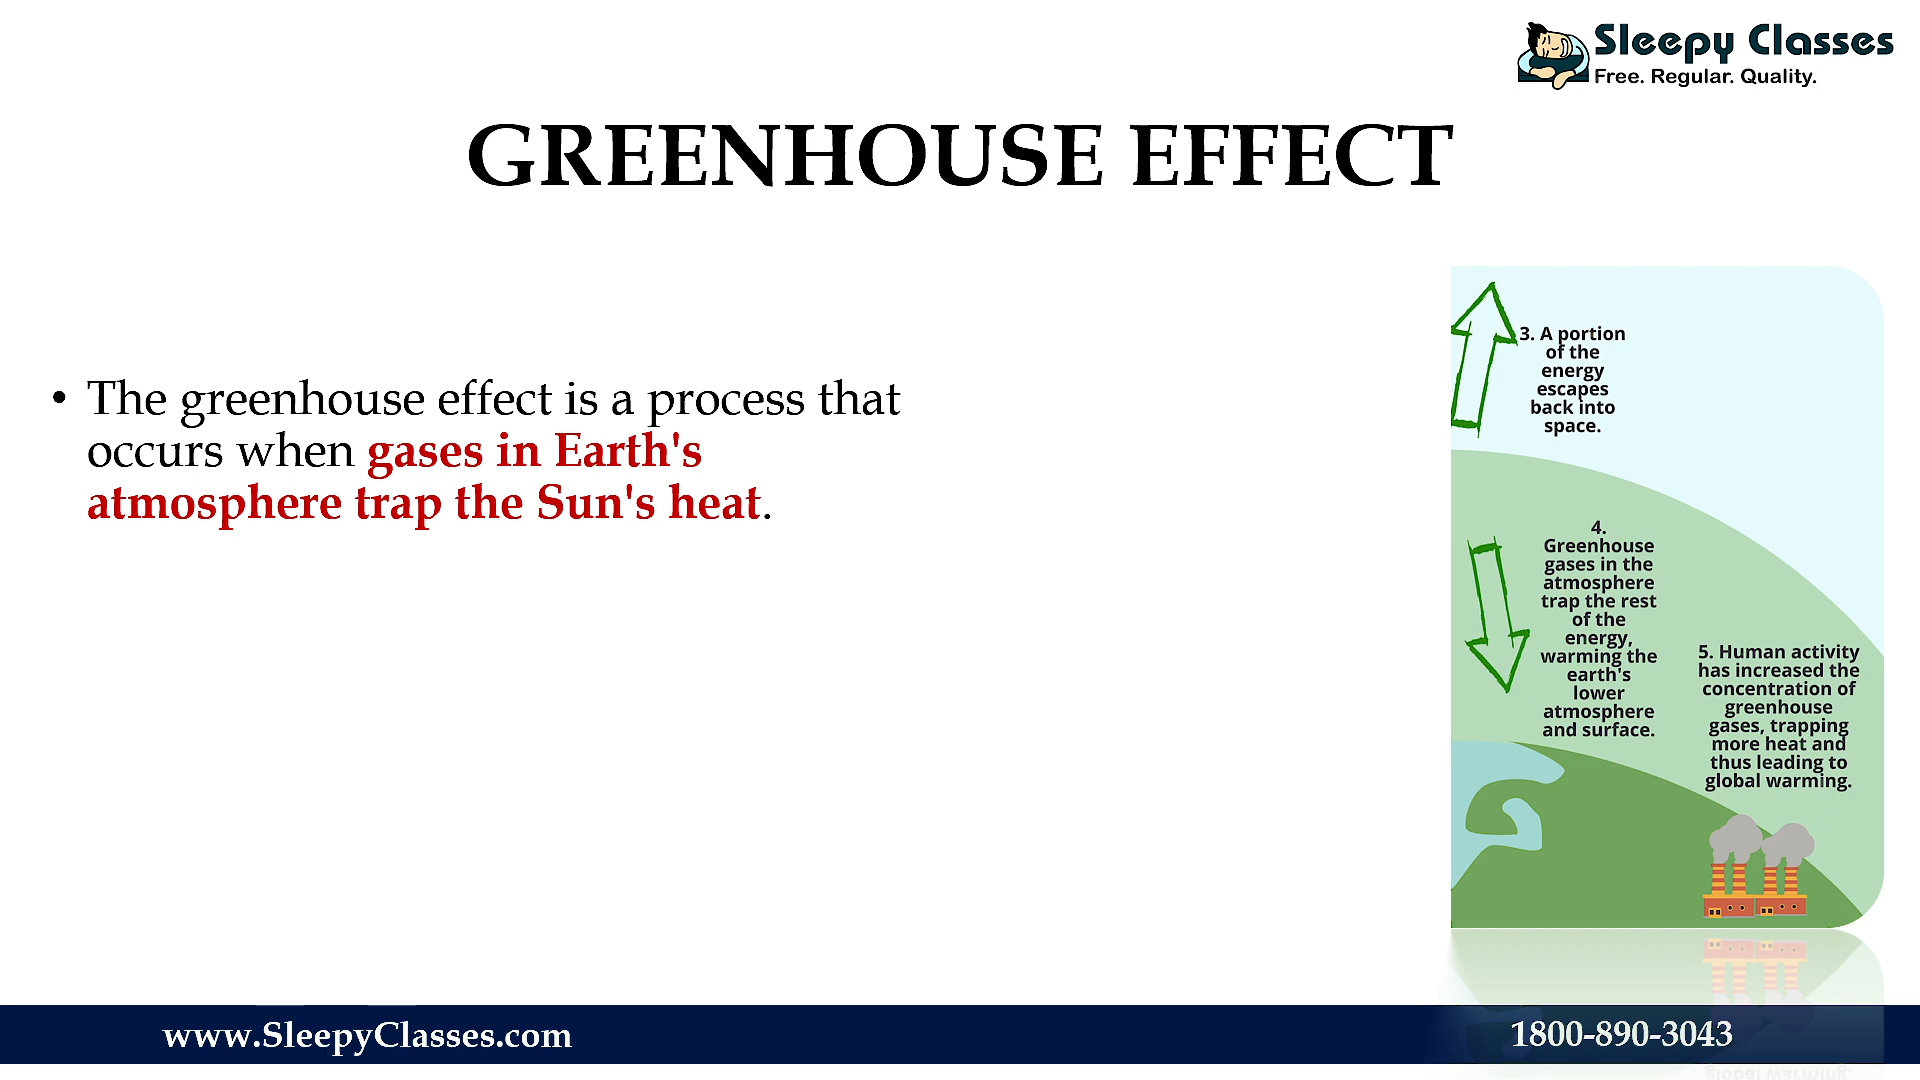 Sleepy Classes
Free. Regular. Quality.
GREENHOUSE EFFECT
• The greenhouse effect is a process that
occurs when gases in Earth's
atmosphere trap the Sun's heat.
3. A portion
of the
energy
escapes
back into
space.
4.
Greenhouse
gases in the
atmosphere
trap the rest
of the
energy,
warming the
earth's
lower
atmosphere
and surface.
5. Human activity
has increased the
concentration of
greenhouse
gases, trapping
more heat and
thus leading to
global warming.
www.SleepyClasses.com
1800-890-3043